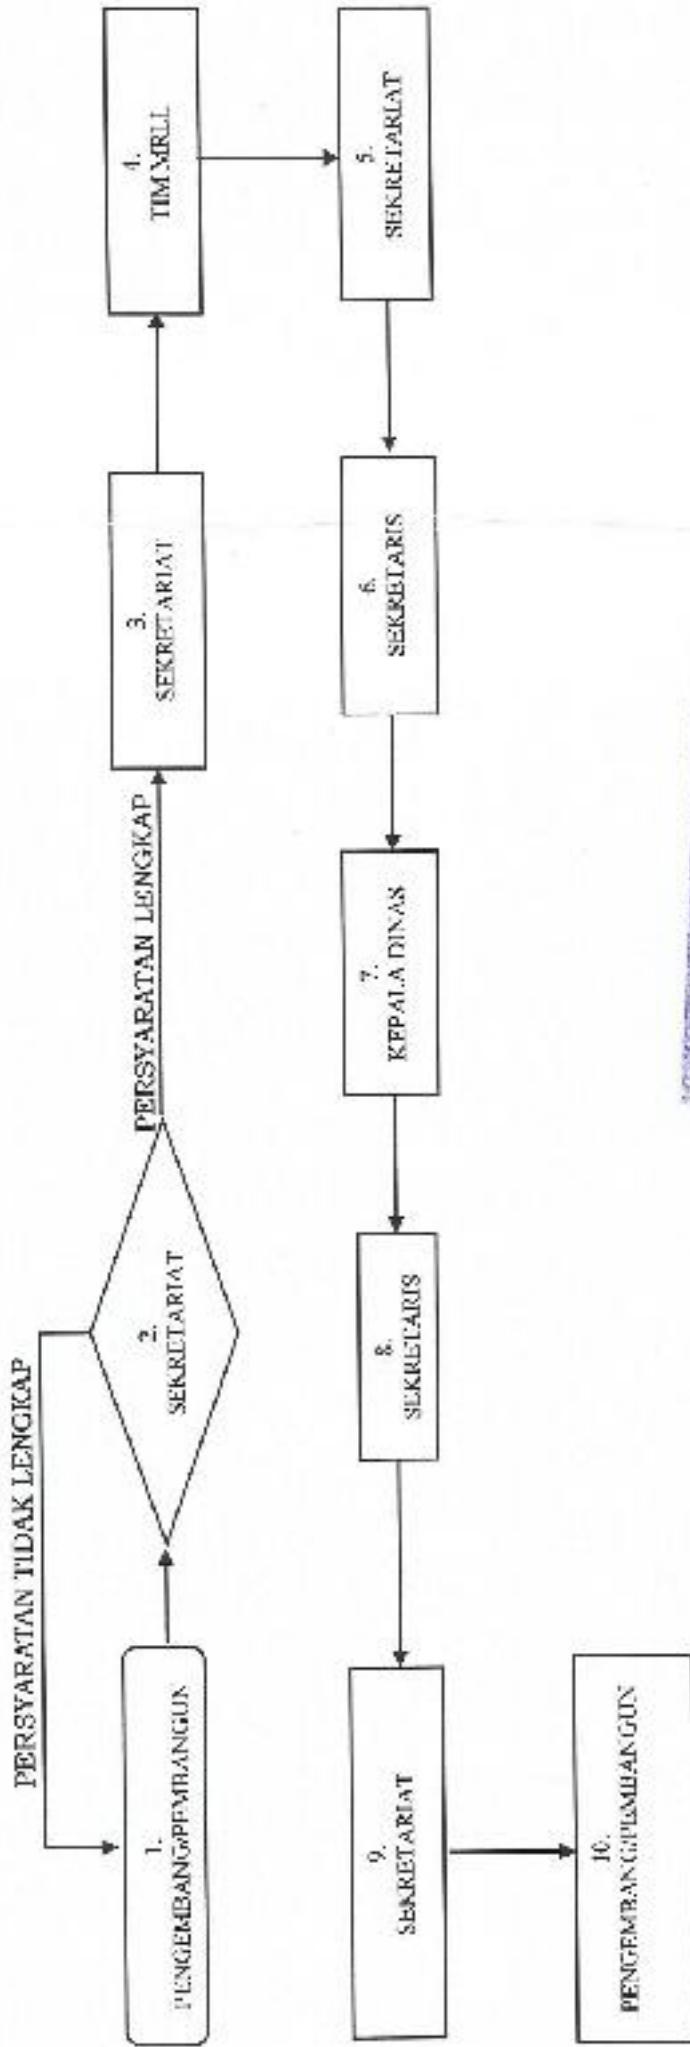 PERSYARATAN TIDAK LENGKAP
1.
PENGEMBANG/PEMBANGUN
2.
SEKRETARIAT
PERSYARATAN LENGKAP
3.
SEKRETARIAT
4.
TIM MRLL
5.
SEKRETARIAT
6.
SEKRETARIS
7.
KEPALA DINAS
8.
SEKRETARIS
9.
SEKRETARIAT
10.
PENGEMBANG/PEMBANGUN